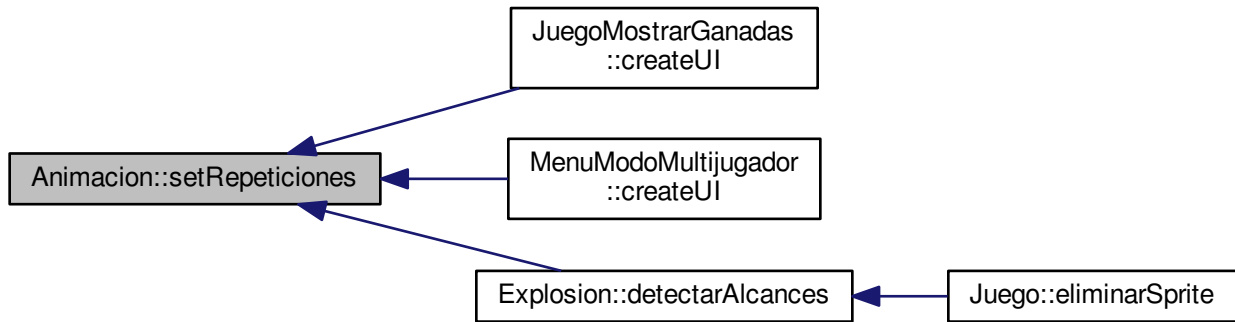 JuegoMostrarGanadas
::createUI
Animacion::setRepeticiones
MenuModoMultijugador
::createUI
Explosion::detectarAlcances
Juego::eliminarSprite